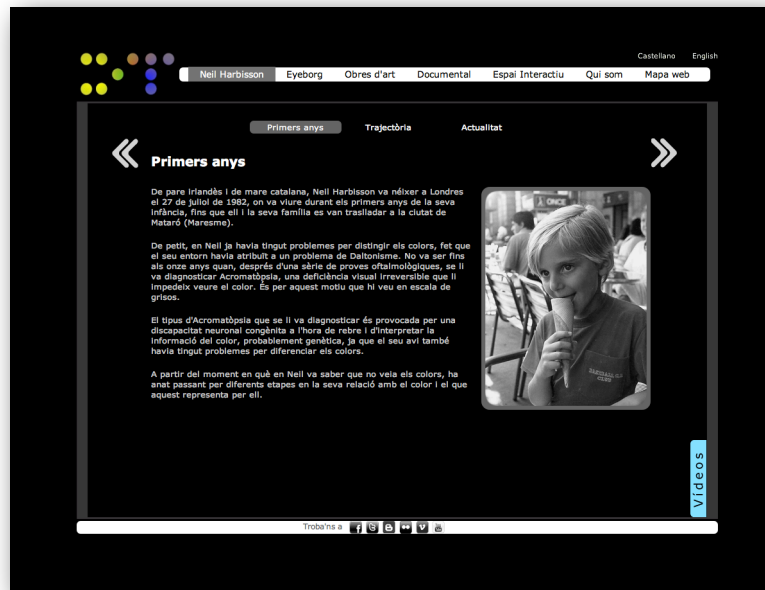 Castellano English
Neil Harbisson Eyeborg Obres d'art Documental Espai Interactiu Qui som Mapa web
Primers anys Trajectòria Actualitat
Primers anys
De pare irlandès i de mare catalana, Neil Harbisson va néixer a Londres
el 27 de juliol de 1982, on va viure durant els primers anys de la seva
infància, fins que ell i la seva família es van traslladar a la ciutat de
Mataró (Maresme).
De petit, en Neil ja havia tingut problemes per distingir els colors, fet que
el seu entorn havia atribuït a un problema de Daltonisme. No va ser fins
als onze anys quan, després d'una sèrie de proves oftalmològiques, se li
va diagnosticar Acromatòpsia, una deficiència visual irreversible que li
impedeix veure el color. És per aquest motiu que hi veu en escala de
grisos.
El tipus d'Acromatòpsia que se li va diagnosticar és provocada per una
discapacitat neuronal congènita a l'hora de rebre i d'interpretar la
informació del color, probablement genètica, ja que el seu avi també
havia tingut problemes per diferenciar els colors.
A partir del moment en què en Neil va saber que no veia els colors, ha
anat passant per diferents etapes en la seva relació amb el color i el que
aquest representa per ell.
ONCE
Vídeos
Troba'ns a